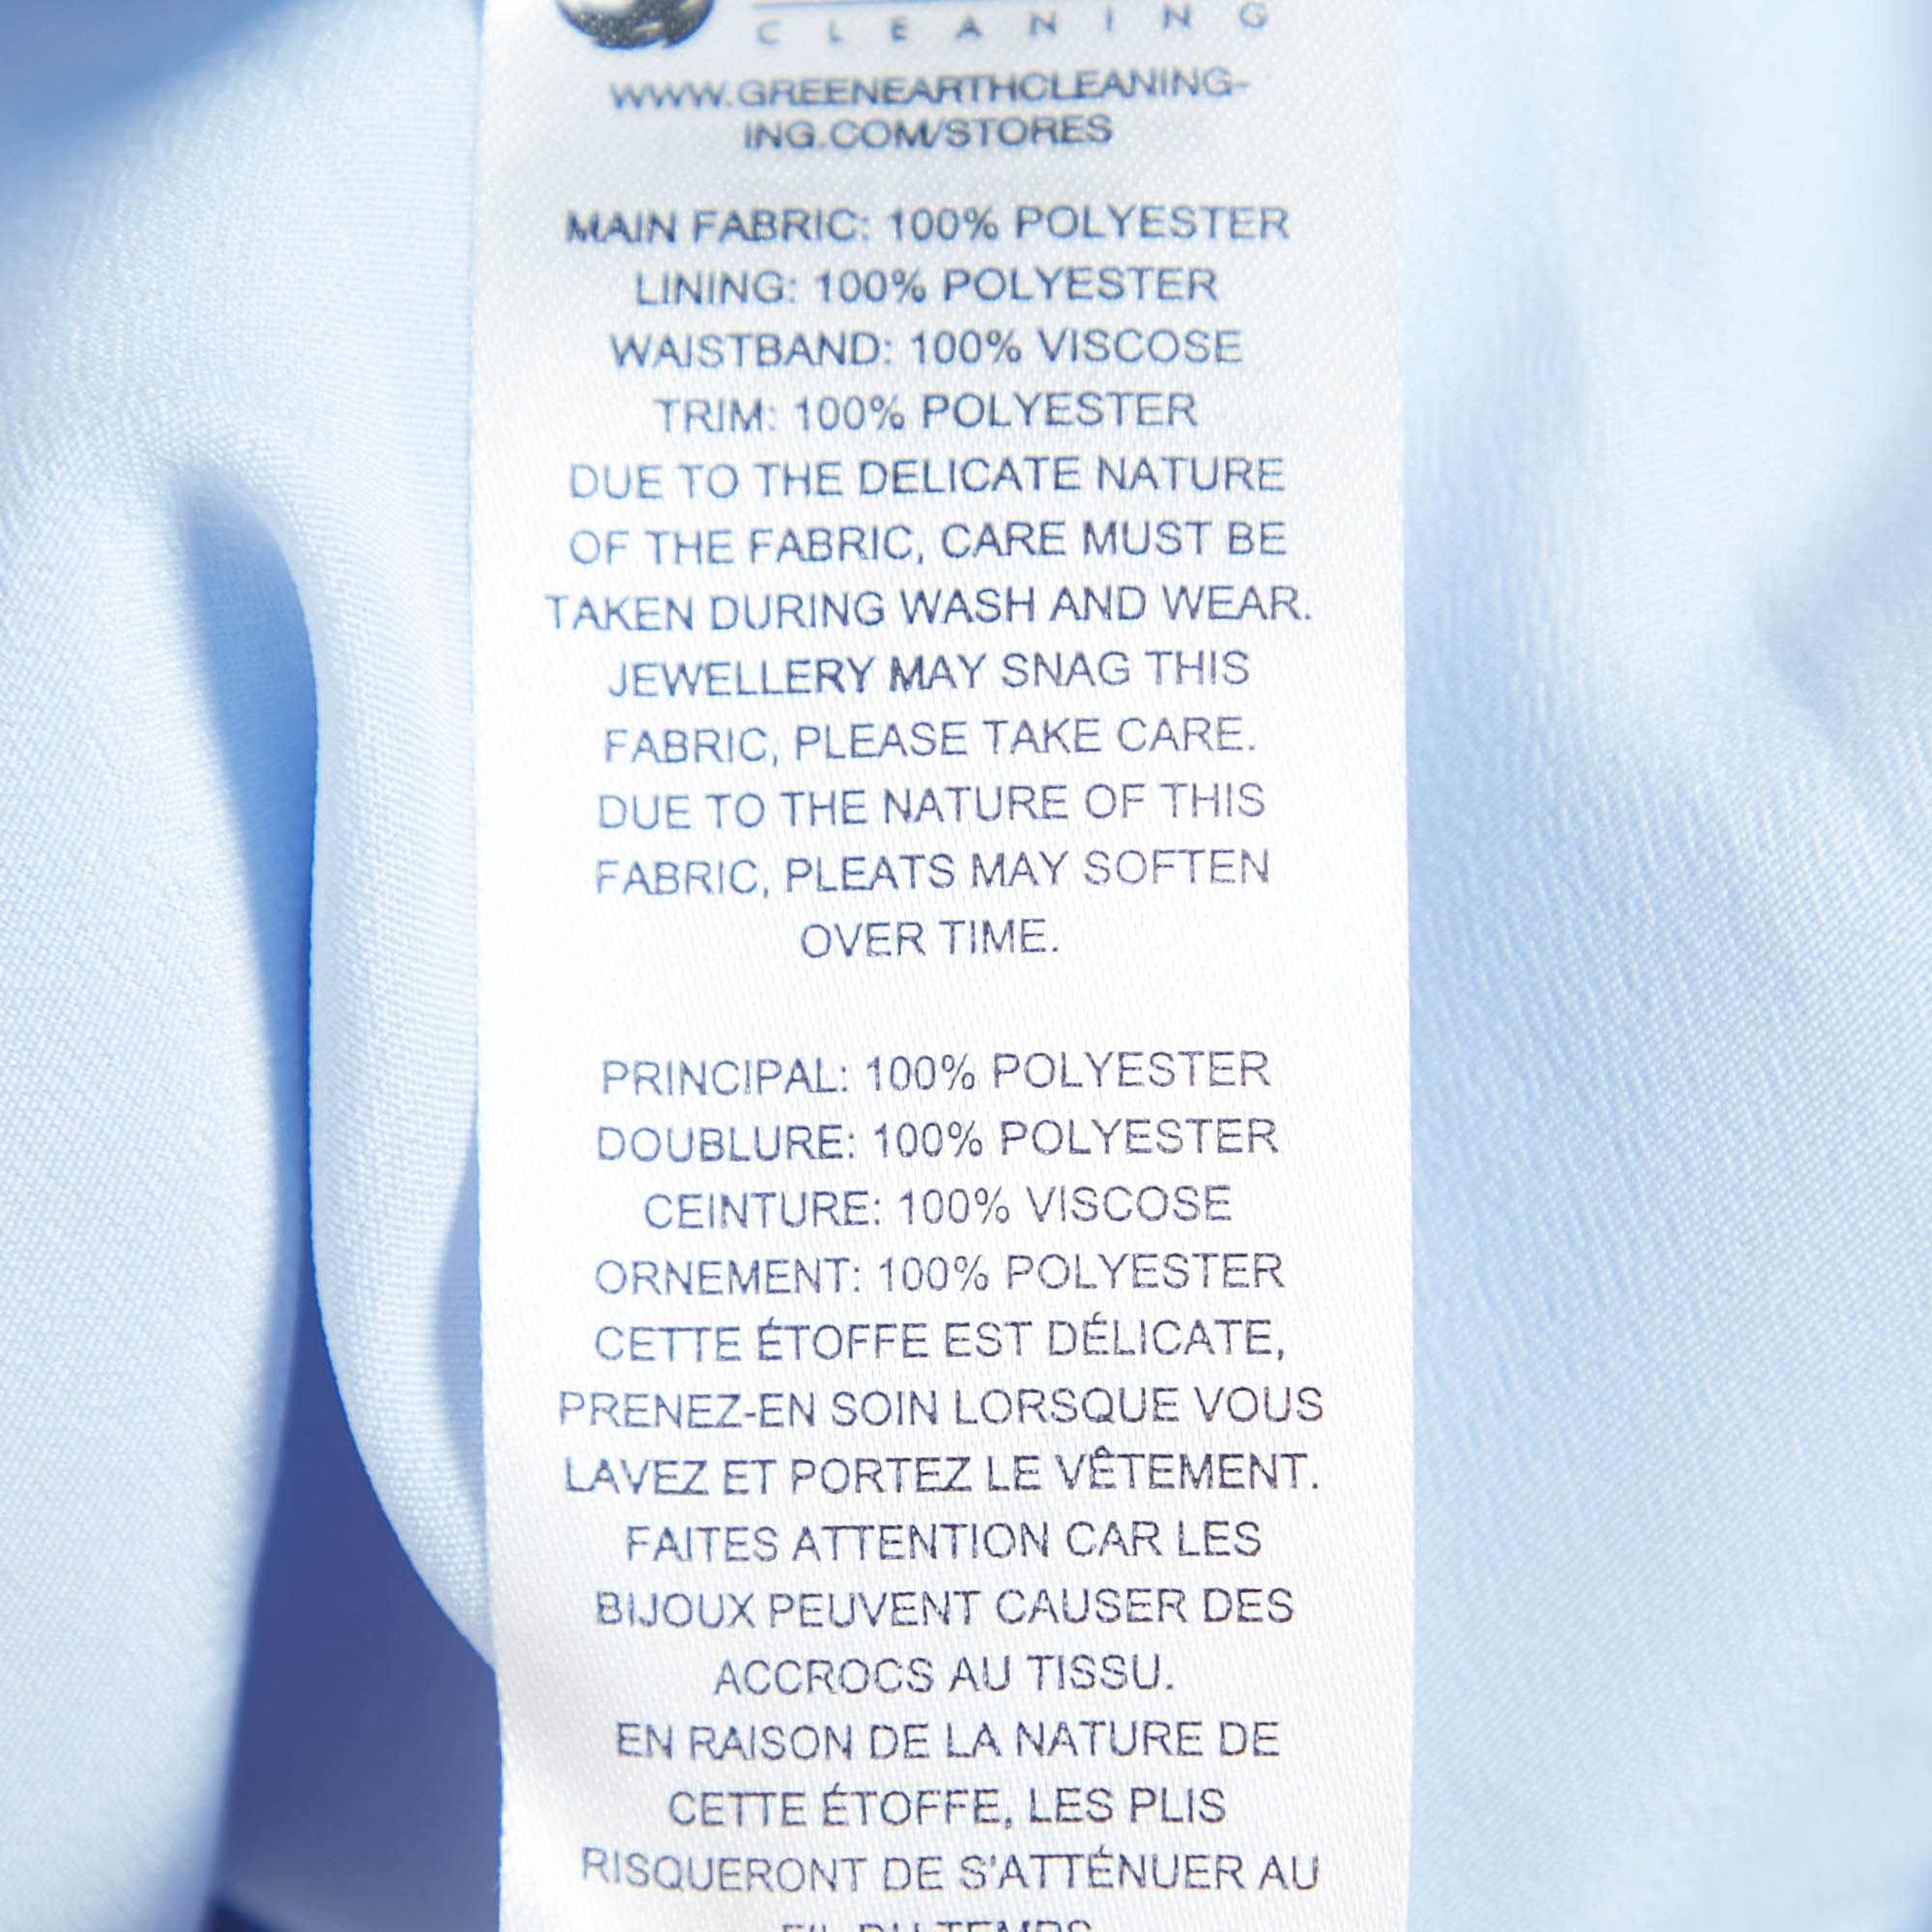 CLEANING
WWW.GREENEARTHCLEANING-
ING.COM/STORES
MAIN FABRIC: 100% POLYESTER
LINING: 100% POLYESTER
WAISTBAND: 100% VISCOSE
TRIM: 100% POLYESTER
DUE TO THE DELICATE NATURE
OF THE FABRIC, CARE MUST BE
TAKEN DURING WASH AND WEAR.
JEWELLERY MAY SNAG THIS
FABRIC, PLEASE TAKE CARE.
DUE TO THE NATURE OF THIS
FABRIC, PLEATS MAY SOFTEN
OVER TIME.
PRINCIPAL: 100% POLYESTER
DOUBLURE: 100% POLYESTER
CEINTURE: 100% VISCOSE
ORNEMENT: 100% POLYESTER
CETTE ÉTOFFE EST DÉLICATE,
PRENEZ-EN SOIN LORSQUE VOUS
LAVEZ ET PORTEZ LE VÊTEMENT.
FAITES ATTENTION CAR LES
BIJOUX PEUVENT CAUSER DES
ACCROCS AU TISSU.
EN RAISON DE LA NATURE DE
CETTE ÉTOFFE, LES PLIS
RISQUERONT DE S'ATTÉNUER AU
FIL DU TEMPS